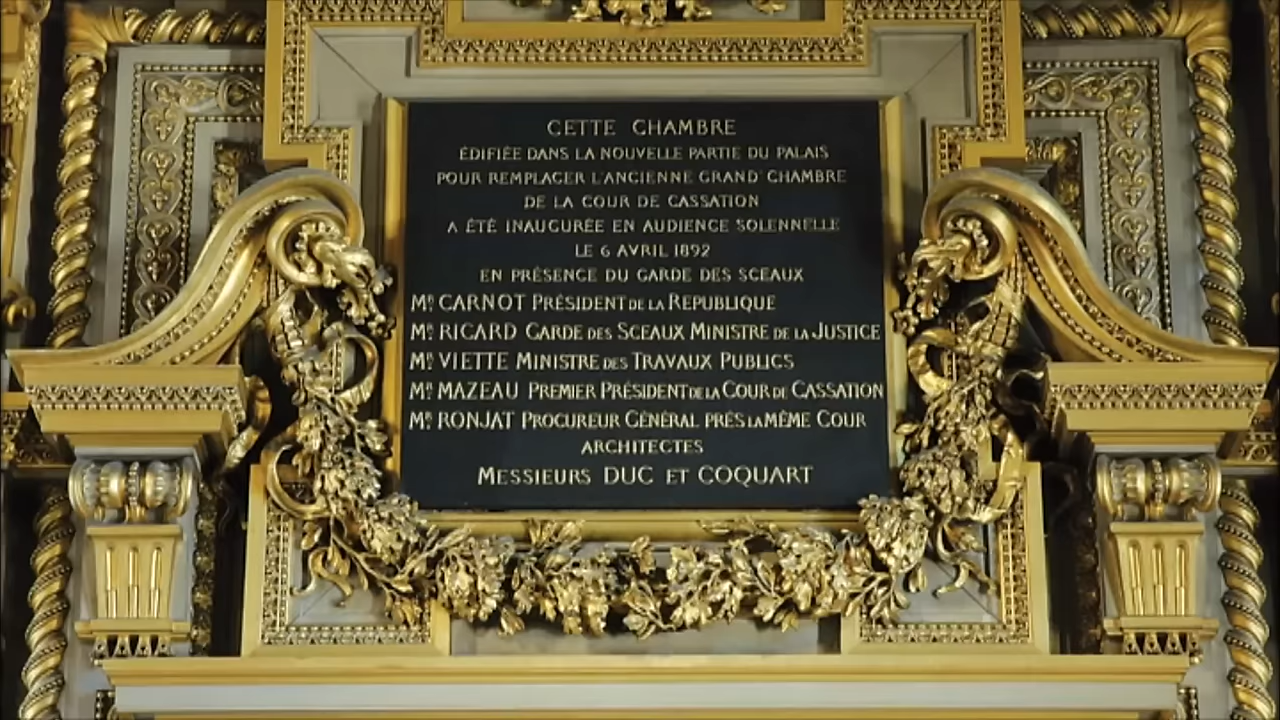 CETTE CHAMBRE
ÉDIFIÉE DANS LA NOUVELLE PARTIE DU PALAIS
POUR REMPLACER L'ANCIENNE GRAND' CHAMBRE
DE LA COUR DE CASSATION
A ÉTÉ INAUGURÉE EN AUDIENCE SOLENNELLE
LE 6 AVRIL 1892
EN PRÉSENCE DU GARDE DES SCEAUX
MR CARNOT PRÉSIDENT DE LA REPUBLIQUE
MR RICARD GARDE DES SCEAUX MINISTRE DE LA JUSTICE
MR VIETTE MINISTRE DES TRAVAUX PUBLICS
MR MAZEAU PREMIER PRÉSIDENT DE LA COUR DE CASSATION
MR RONJAT PROCUREUR GÉNÉRAL PRÈS LA MÊME COUR
ARCHITECTES
MESSIEURS DUC ET COQUART